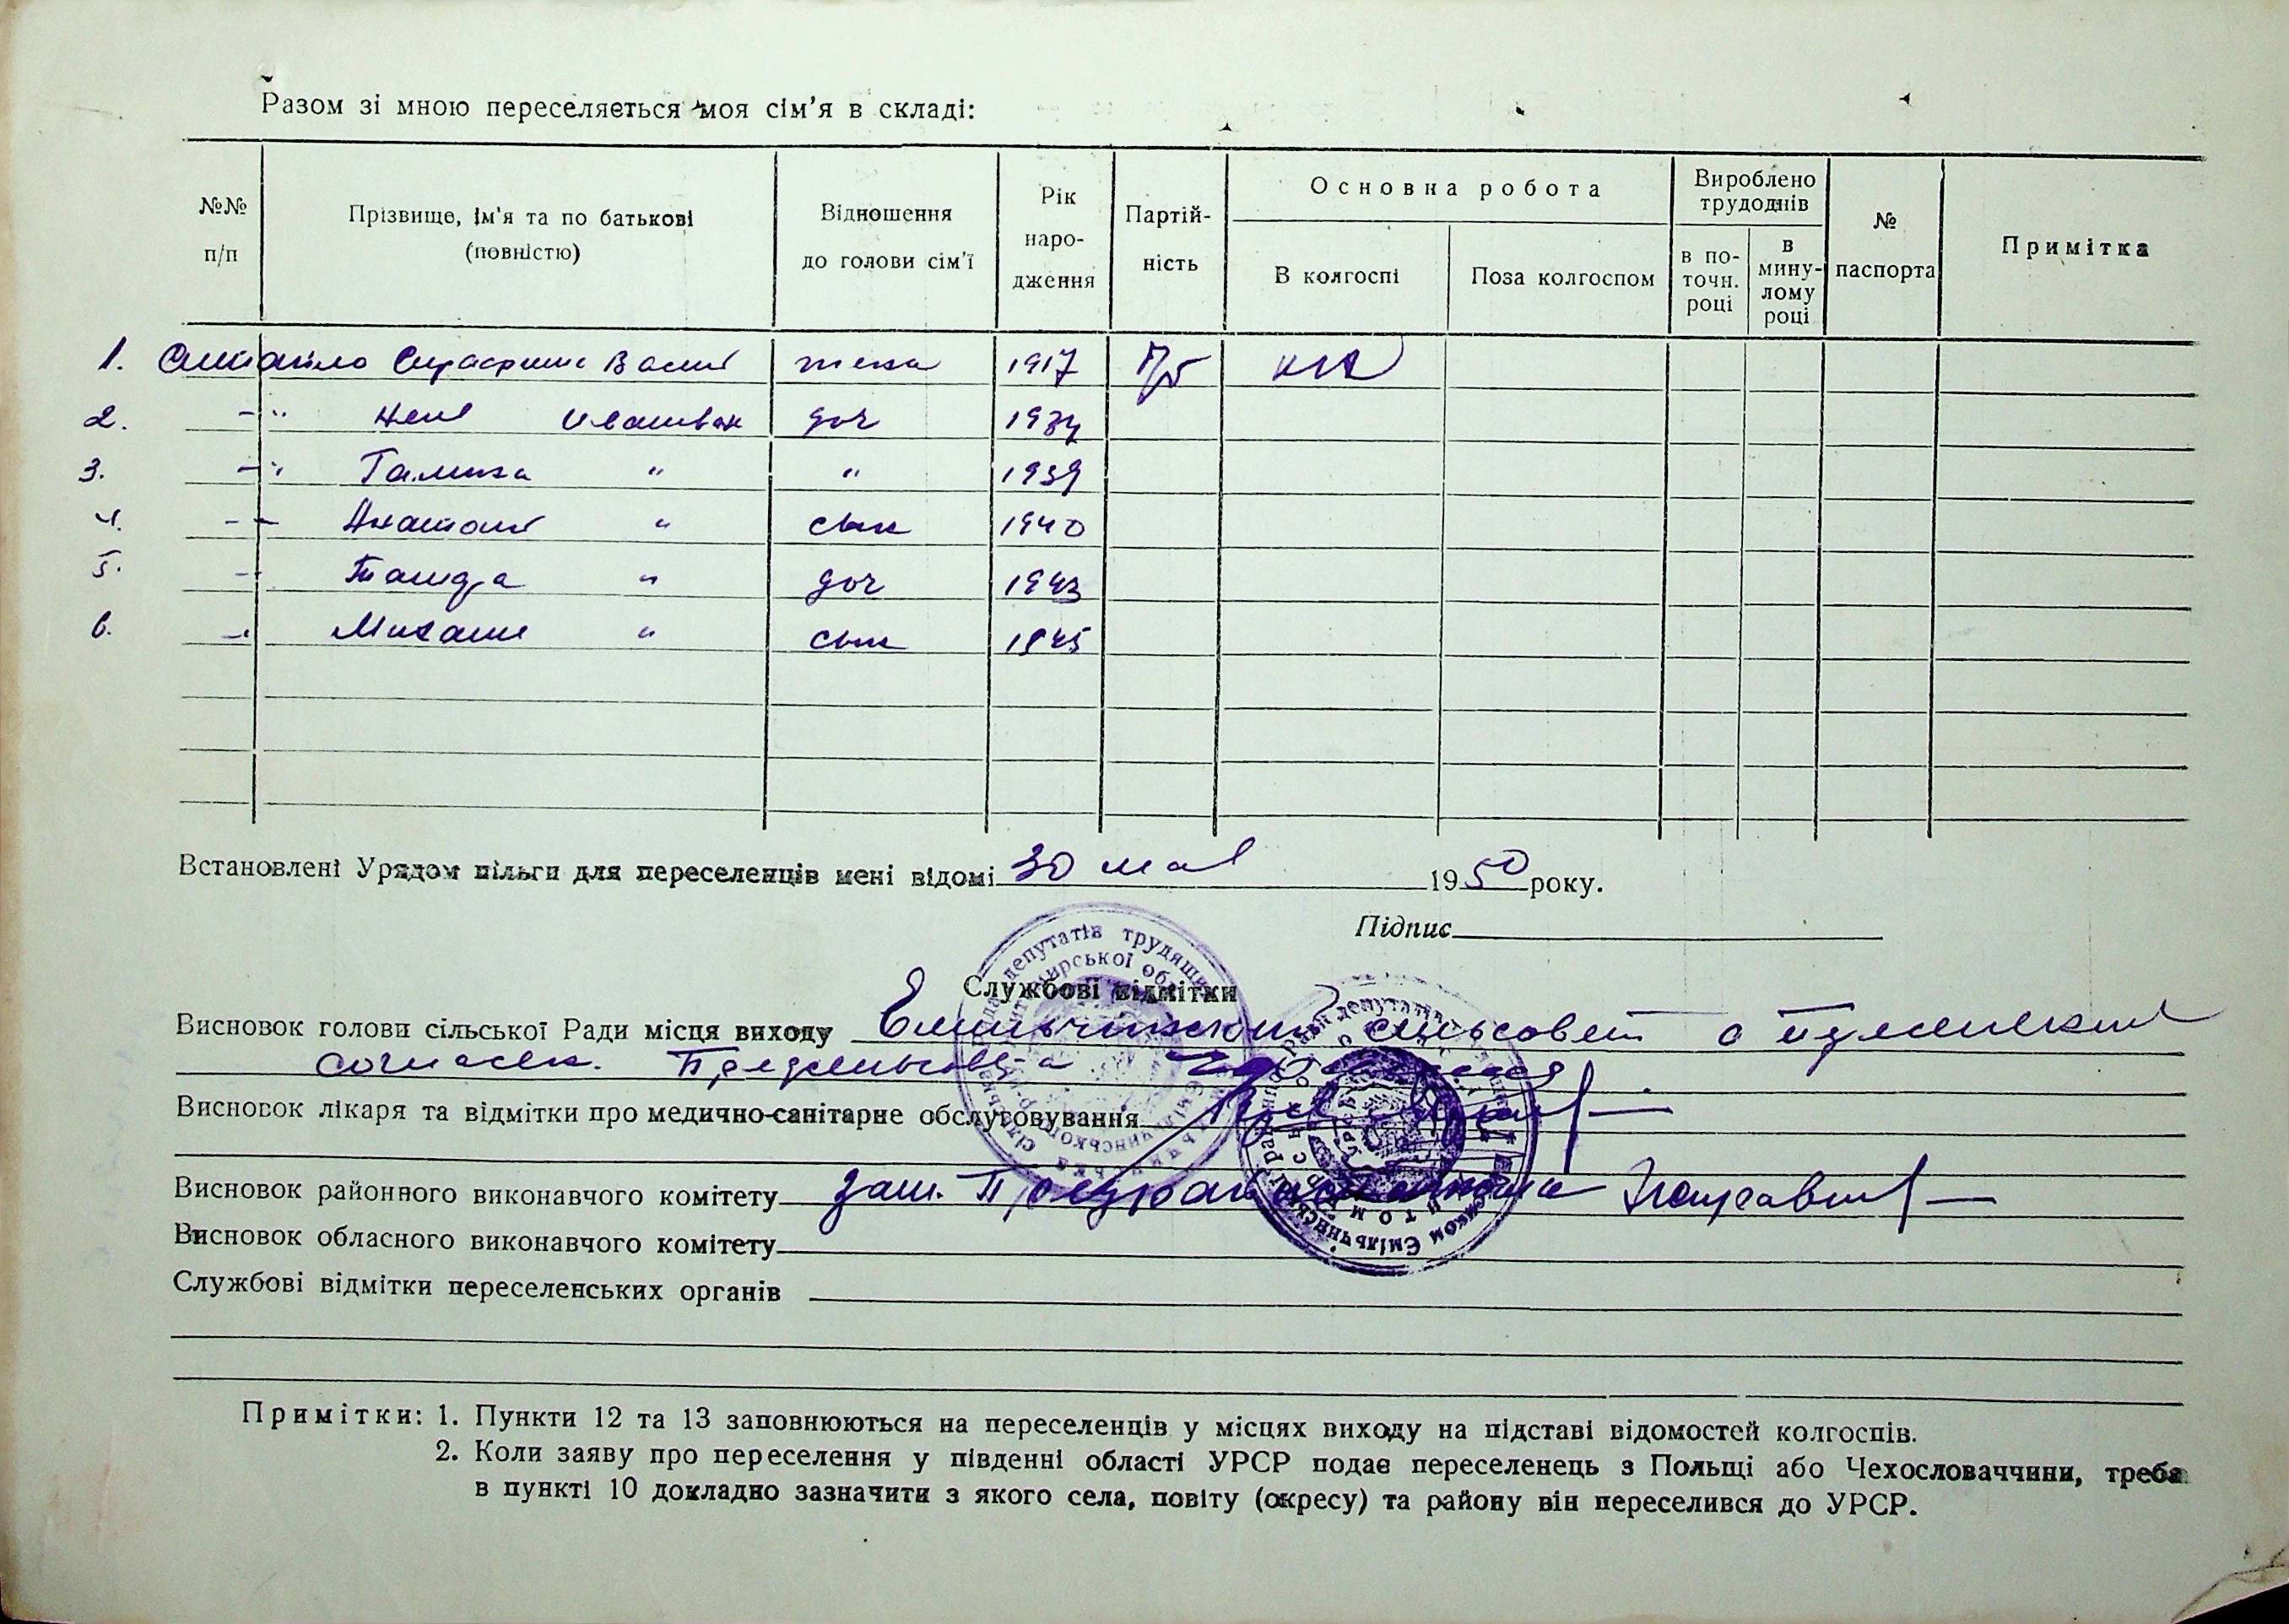 Разом зі мною переселяється моя сім'я в складі:
№№ п/п
Прізвище, ім'я та по батькові (повністю)
Відношення до голови сім'ї
Рік народження
Партійність
Основна робота
В колгоспі
Поза колгоспом
Вироблено трудоднів
в поточн. році
в минулому році
№ паспорта
Примітка
1. жена 1917 б/п
2. -"- доч 1934
3. -"- Галина " " 1939
4. -"- Анатолий " сын 1940
5. -"- " доч 1943
6. -"- Михаил " сын 1945
Встановлені Урядом пільги для переселенців мені відомі 30 мая 1950 року.
Підпис
Службові відмітки
Висновок голови сільської Ради місця виходу Емильчинский сельсовет с
согласен.
Висновок лікаря та відмітки про медично-санітарне обслуговування
Висновок районного виконавчого комітету Зам.
Висновок обласного виконавчого комітету
Службові відмітки переселенських органів
Примітки: 1. Пункти 12 та 13 заповнюються на переселенців у місцях виходу на підставі відомостей колгоспів.
2. Коли заяву про переселення у південні області УРСР подає переселенець з Польщі або Чехословаччини, треба
в пункті 10 докладно зазначити з якого села, повіту (окресу) та району він переселився до УРСР.